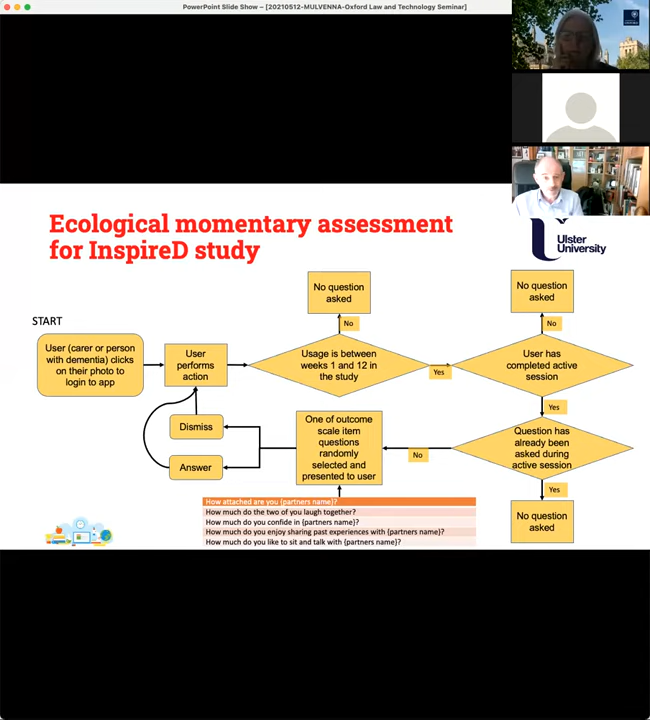 PowerPoint Slide Show – [20210512-MULVENNA-Oxford Law and Technology Seminar]
Ecological momentary assessment
for InspireD study
Ulster
University
START
User (carer or person
with dementia) clicks
on their photo to
login to app
User
performs
action
No question
asked
No
Usage is between
weeks 1 and 12 in
the study
Yes
No question
asked
No
User has
completed active
session
Yes
Question has
already been
asked during
active session
Yes
No question
asked
No
One of outcome
scale item
questions
randomly
selected and
presented to user
Dismiss
Answer
How attached are you {partners name}?
How much do the two of you laugh together?
How much do you confide in {partners name}?
How much do you enjoy sharing past experiences with {partners name}?
How much do you like to sit and talk with {partners name}?